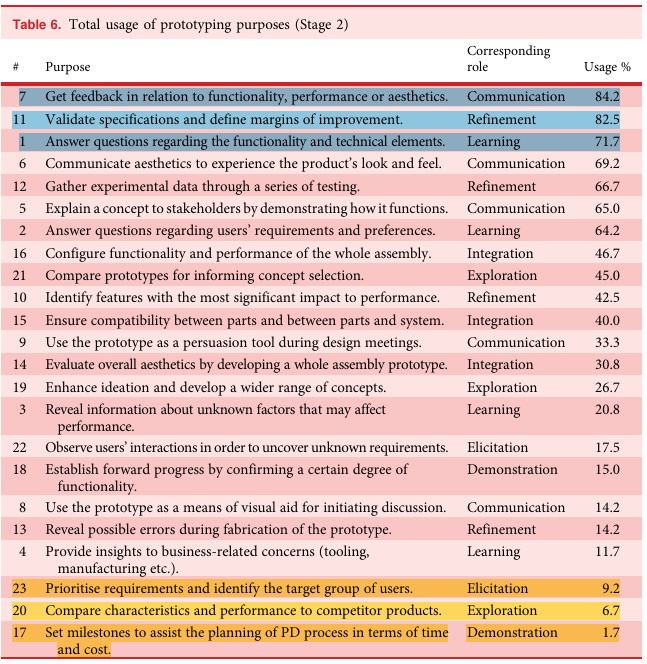 Table 6. Total usage of prototyping purposes (Stage 2)
Corresponding
# Purpose role Usage %
7 Get feedback in relation to functionality, performance or aesthetics. Communication 84.2
11 Validate specifications and define margins of improvement. Refinement 82.5
1 Answer questions regarding the functionality and technical elements. Learning 71.7
6 Communicate aesthetics to experience the product's look and feel. Communication 69.2
12 Gather experimental data through a series of testing. Refinement 66.7
5 Explain a concept to stakeholders by demonstrating how it functions. Communication 65.0
2 Answer questions regarding users' requirements and preferences. Learning 64.2
16 Configure functionality and performance of the whole assembly. Integration 46.7
21 Compare prototypes for informing concept selection. Exploration 45.0
10 Identify features with the most significant impact to performance. Refinement 42.5
15 Ensure compatibility between parts and between parts and system. Integration 40.0
9 Use the prototype as a persuasion tool during design meetings. Communication 33.3
14 Evaluate overall aesthetics by developing a whole assembly prototype. Integration 30.8
19 Enhance ideation and develop a wider range of concepts. Exploration 26.7
3 Reveal information about unknown factors that may affect Learning 20.8
performance.
22 Observe users' interactions in order to uncover unknown requirements. Elicitation 17.5
18 Establish forward progress by confirming a certain degree of Demonstration 15.0
functionality.
8 Use the prototype as a means of visual aid for initiating discussion. Communication 14.2
13 Reveal possible errors during fabrication of the prototype. Refinement 14.2
4 Provide insights to business-related concerns (tooling, Learning 11.7
manufacturing etc.).
23 Prioritise requirements and identify the target group of users. Elicitation 9.2
20 Compare characteristics and performance to competitor products. Exploration 6.7
17 Set milestones to assist the planning of PD process in terms of time Demonstration 1.7
and cost.